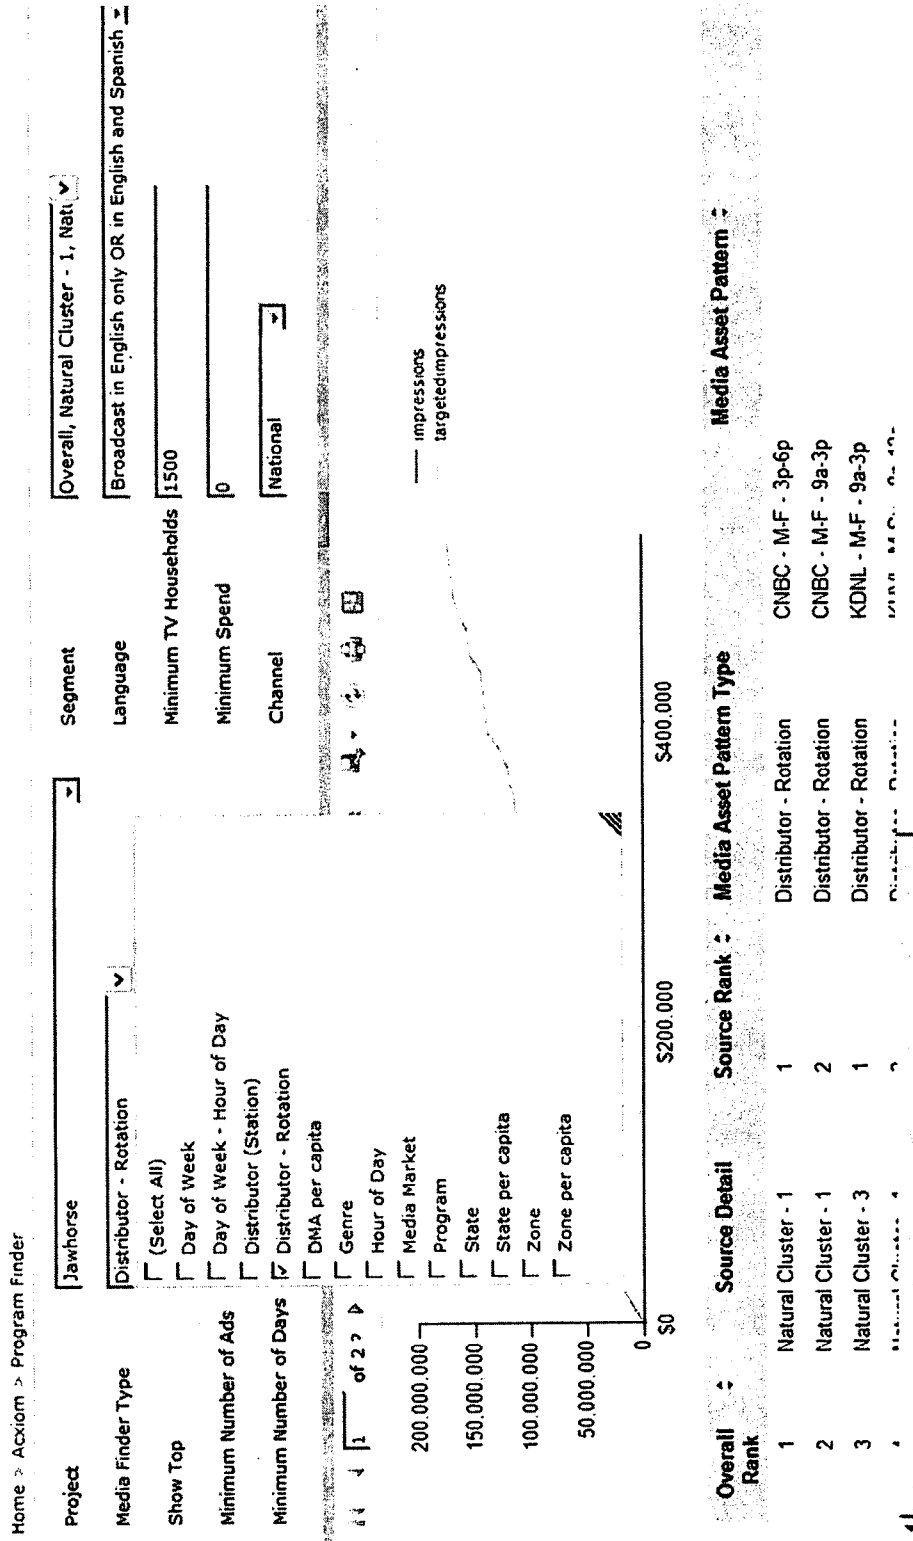 Home > Acxiom > Program Finder
Project Jawhorse Segment Overall, Natural Cluster - 1, Natu
Media Finder Type Distributor - Rotation Language Broadcast in English only OR in English and Spanish
Show Top (Select All) Minimum TV Households 1500
Day of Week
Minimum Number of Ads Day of Week - Hour of Day Minimum Spend 0
Distributor (Station)
Minimum Number of Days Distributor - Rotation Channel National
DMA per capita
1 of 2 ? Genre
Hour of Day
Media Market
Program
State
State per capita
Zone
Zone per capita
impressions
targetedimpressions
200.000.000
150.000.000
100.000.000
50.000.000
0
$0 $200.000 $400.000
Overall Rank Source Detail Source Rank Media Asset Pattern Type Media Asset Pattern
1 Natural Cluster - 1 1 Distributor - Rotation CNBC - M-F - 3p-6p
2 Natural Cluster - 1 2 Distributor - Rotation CNBC - M-F - 9a-3p
3 Natural Cluster - 3 1 Distributor - Rotation KDNL - M-F - 9a-3p